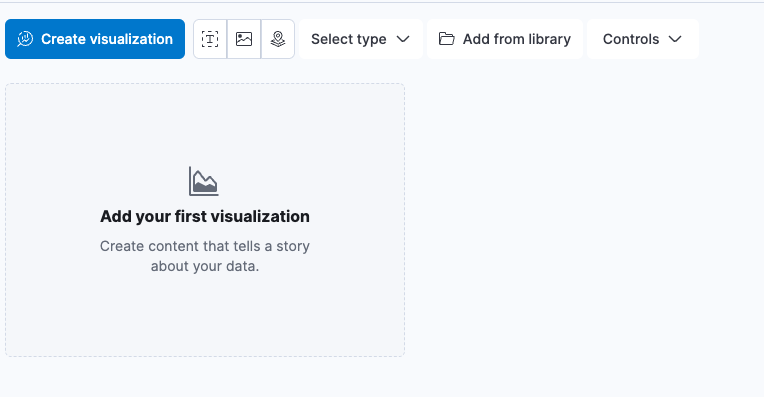 Create visualization
Select type
Add from library
Controls
Add your first visualization
Create content that tells a story
about your data.